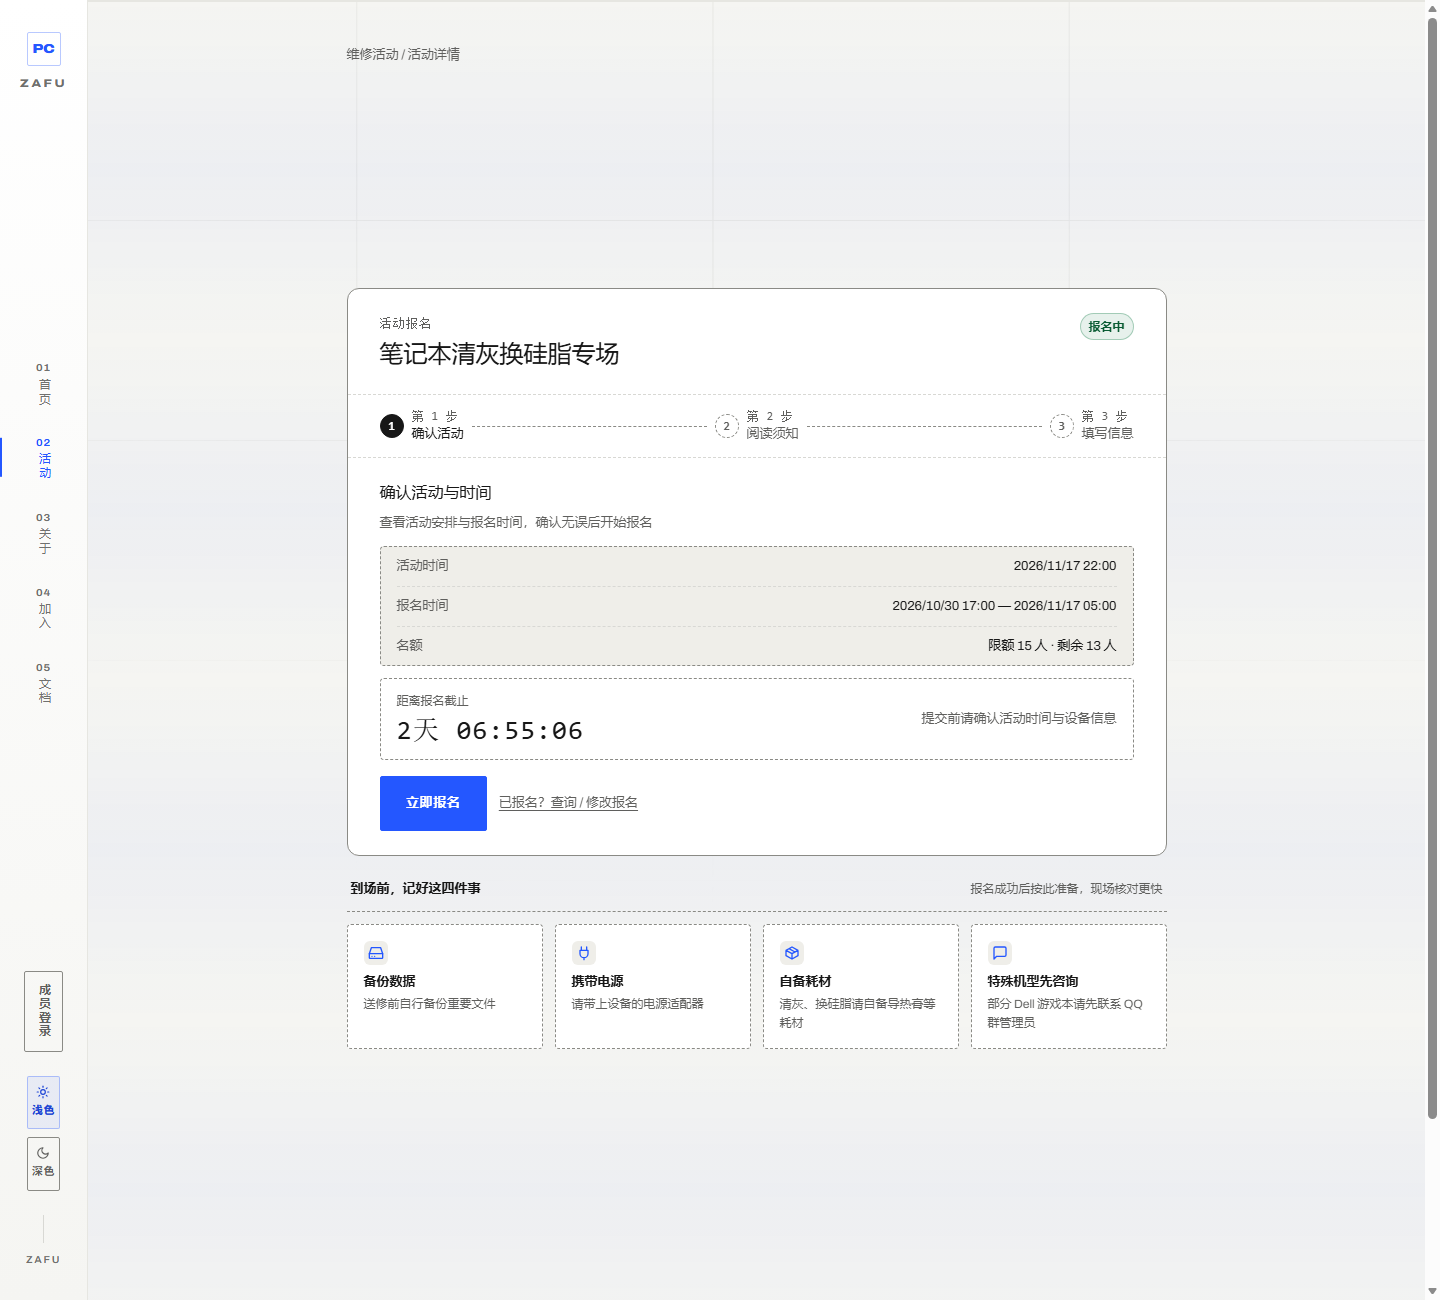 PC
ZAFU
01
首页
02
活动
03
关于
04
加入
05
文档
成员登录
浅色
深色
ZAFU
维修活动 / 活动详情
活动报名
笔记本清灰换硅脂专场
报名中
1
第 1 步
确认活动
2
第 2 步
阅读须知
3
第 3 步
填写信息
确认活动与时间
查看活动安排与报名时间，确认无误后开始报名
活动时间 2026/11/17 22:00
报名时间 2026/10/30 17:00 — 2026/11/17 05:00
名额 限额 15 人 · 剩余 13 人
距离报名截止
2天 06:55:06
提交前请确认活动时间与设备信息
立即报名
已报名？查询 / 修改报名
到场前，记好这四件事
报名成功后按此准备，现场核对更快
备份数据
送修前自行备份重要文件
携带电源
请带上设备的电源适配器
自备耗材
清灰、换硅脂请自备导热膏等
耗材
特殊机型先咨询
部分 Dell 游戏本请先联系 QQ
群管理员